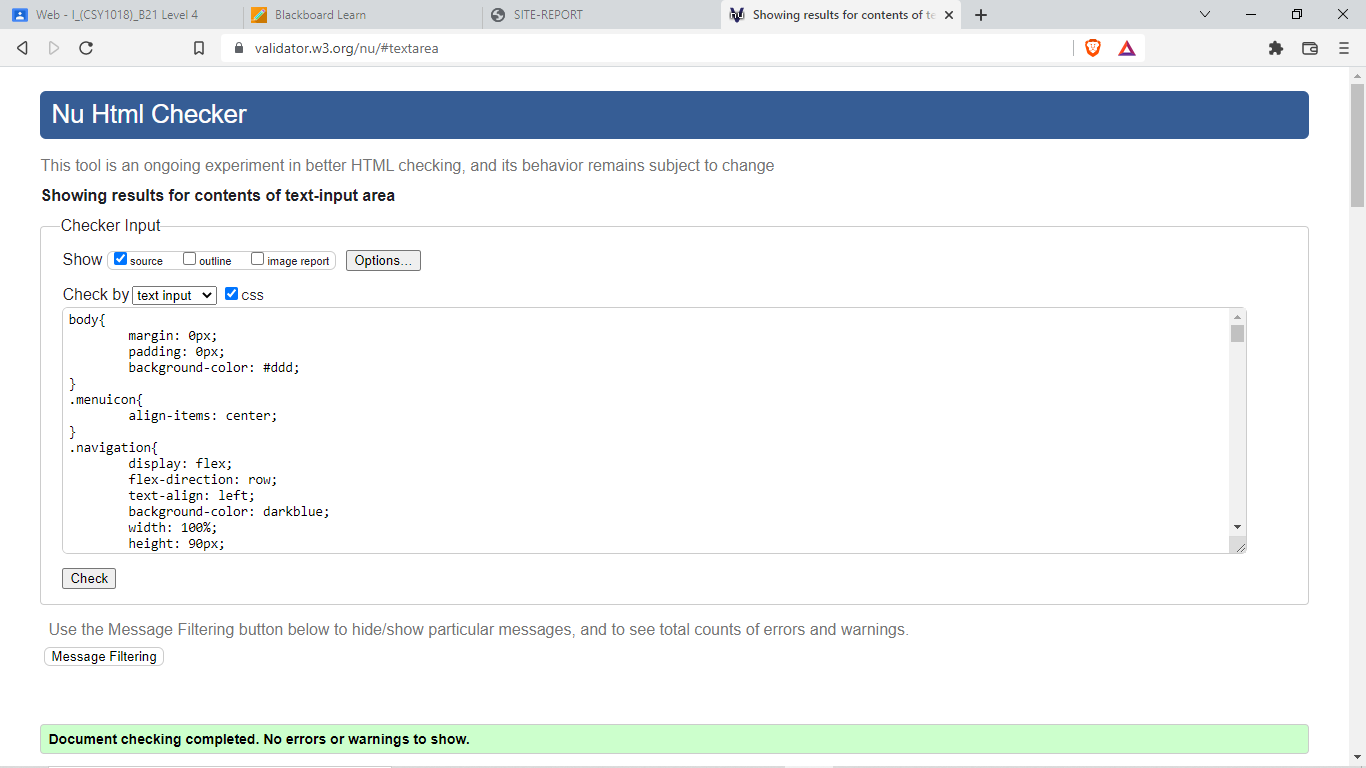 Web - I_(CSY1018)_B21 Level 4
Blackboard Learn
SITE-REPORT
Showing results for contents of te
validator.w3.org/nu/#textarea
Nu Html Checker
This tool is an ongoing experiment in better HTML checking, and its behavior remains subject to change
Showing results for contents of text-input area
Checker Input
Show source outline image report Options...
Check by text input css
body{
margin: 0px;
padding: 0px;
background-color: #ddd;
}
.menuicon{
align-items: center;
}
.navigation{
display: flex;
flex-direction: row;
text-align: left;
background-color: darkblue;
width: 100%;
height: 90px;
Check
Use the Message Filtering button below to hide/show particular messages, and to see total counts of errors and warnings.
Message Filtering
Document checking completed. No errors or warnings to show.